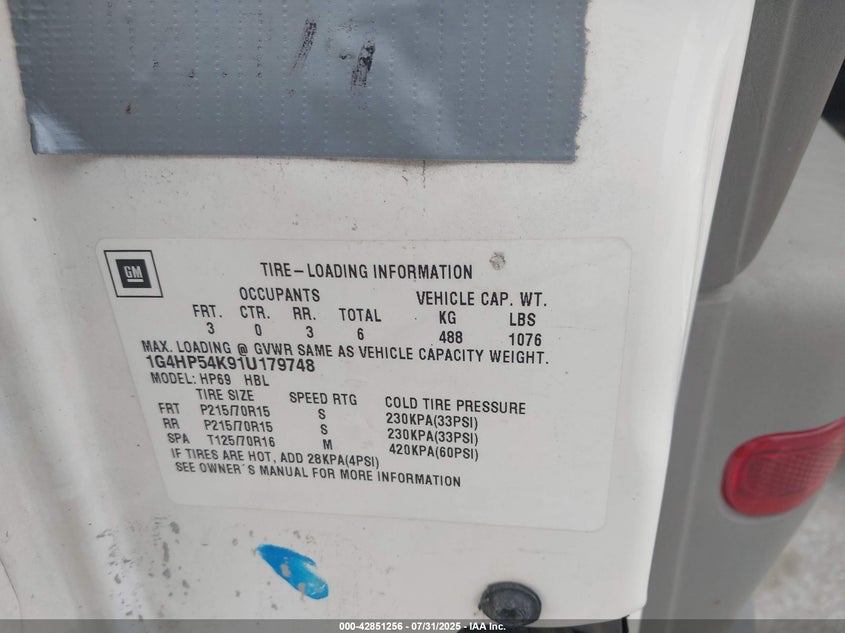 GM
TIRE-LOADING INFORMATION
OCCUPANTS VEHICLE CAP. WT.
FRT. CTR. RR. TOTAL KG LBS
3 0 3 6 488 1076
MAX. LOADING @ GVWR SAME AS VEHICLE CAPACITY WEIGHT.
1G4HP54K91U179748
MODEL: HP69 HBL
TIRE SIZE SPEED RTG COLD TIRE PRESSURE
FRT P215/70R15 S 230KPA(33PSI)
RR P215/70R15 S 230KPA(33PSI)
SPA T125/70R16 M 420KPA(60PSI)
IF TIRES ARE HOT, ADD 28KPA(4PSI)
SEE OWNER´S MANUAL FOR MORE INFORMATION
000-42851256 - 07/31/2025 - IAA Inc.